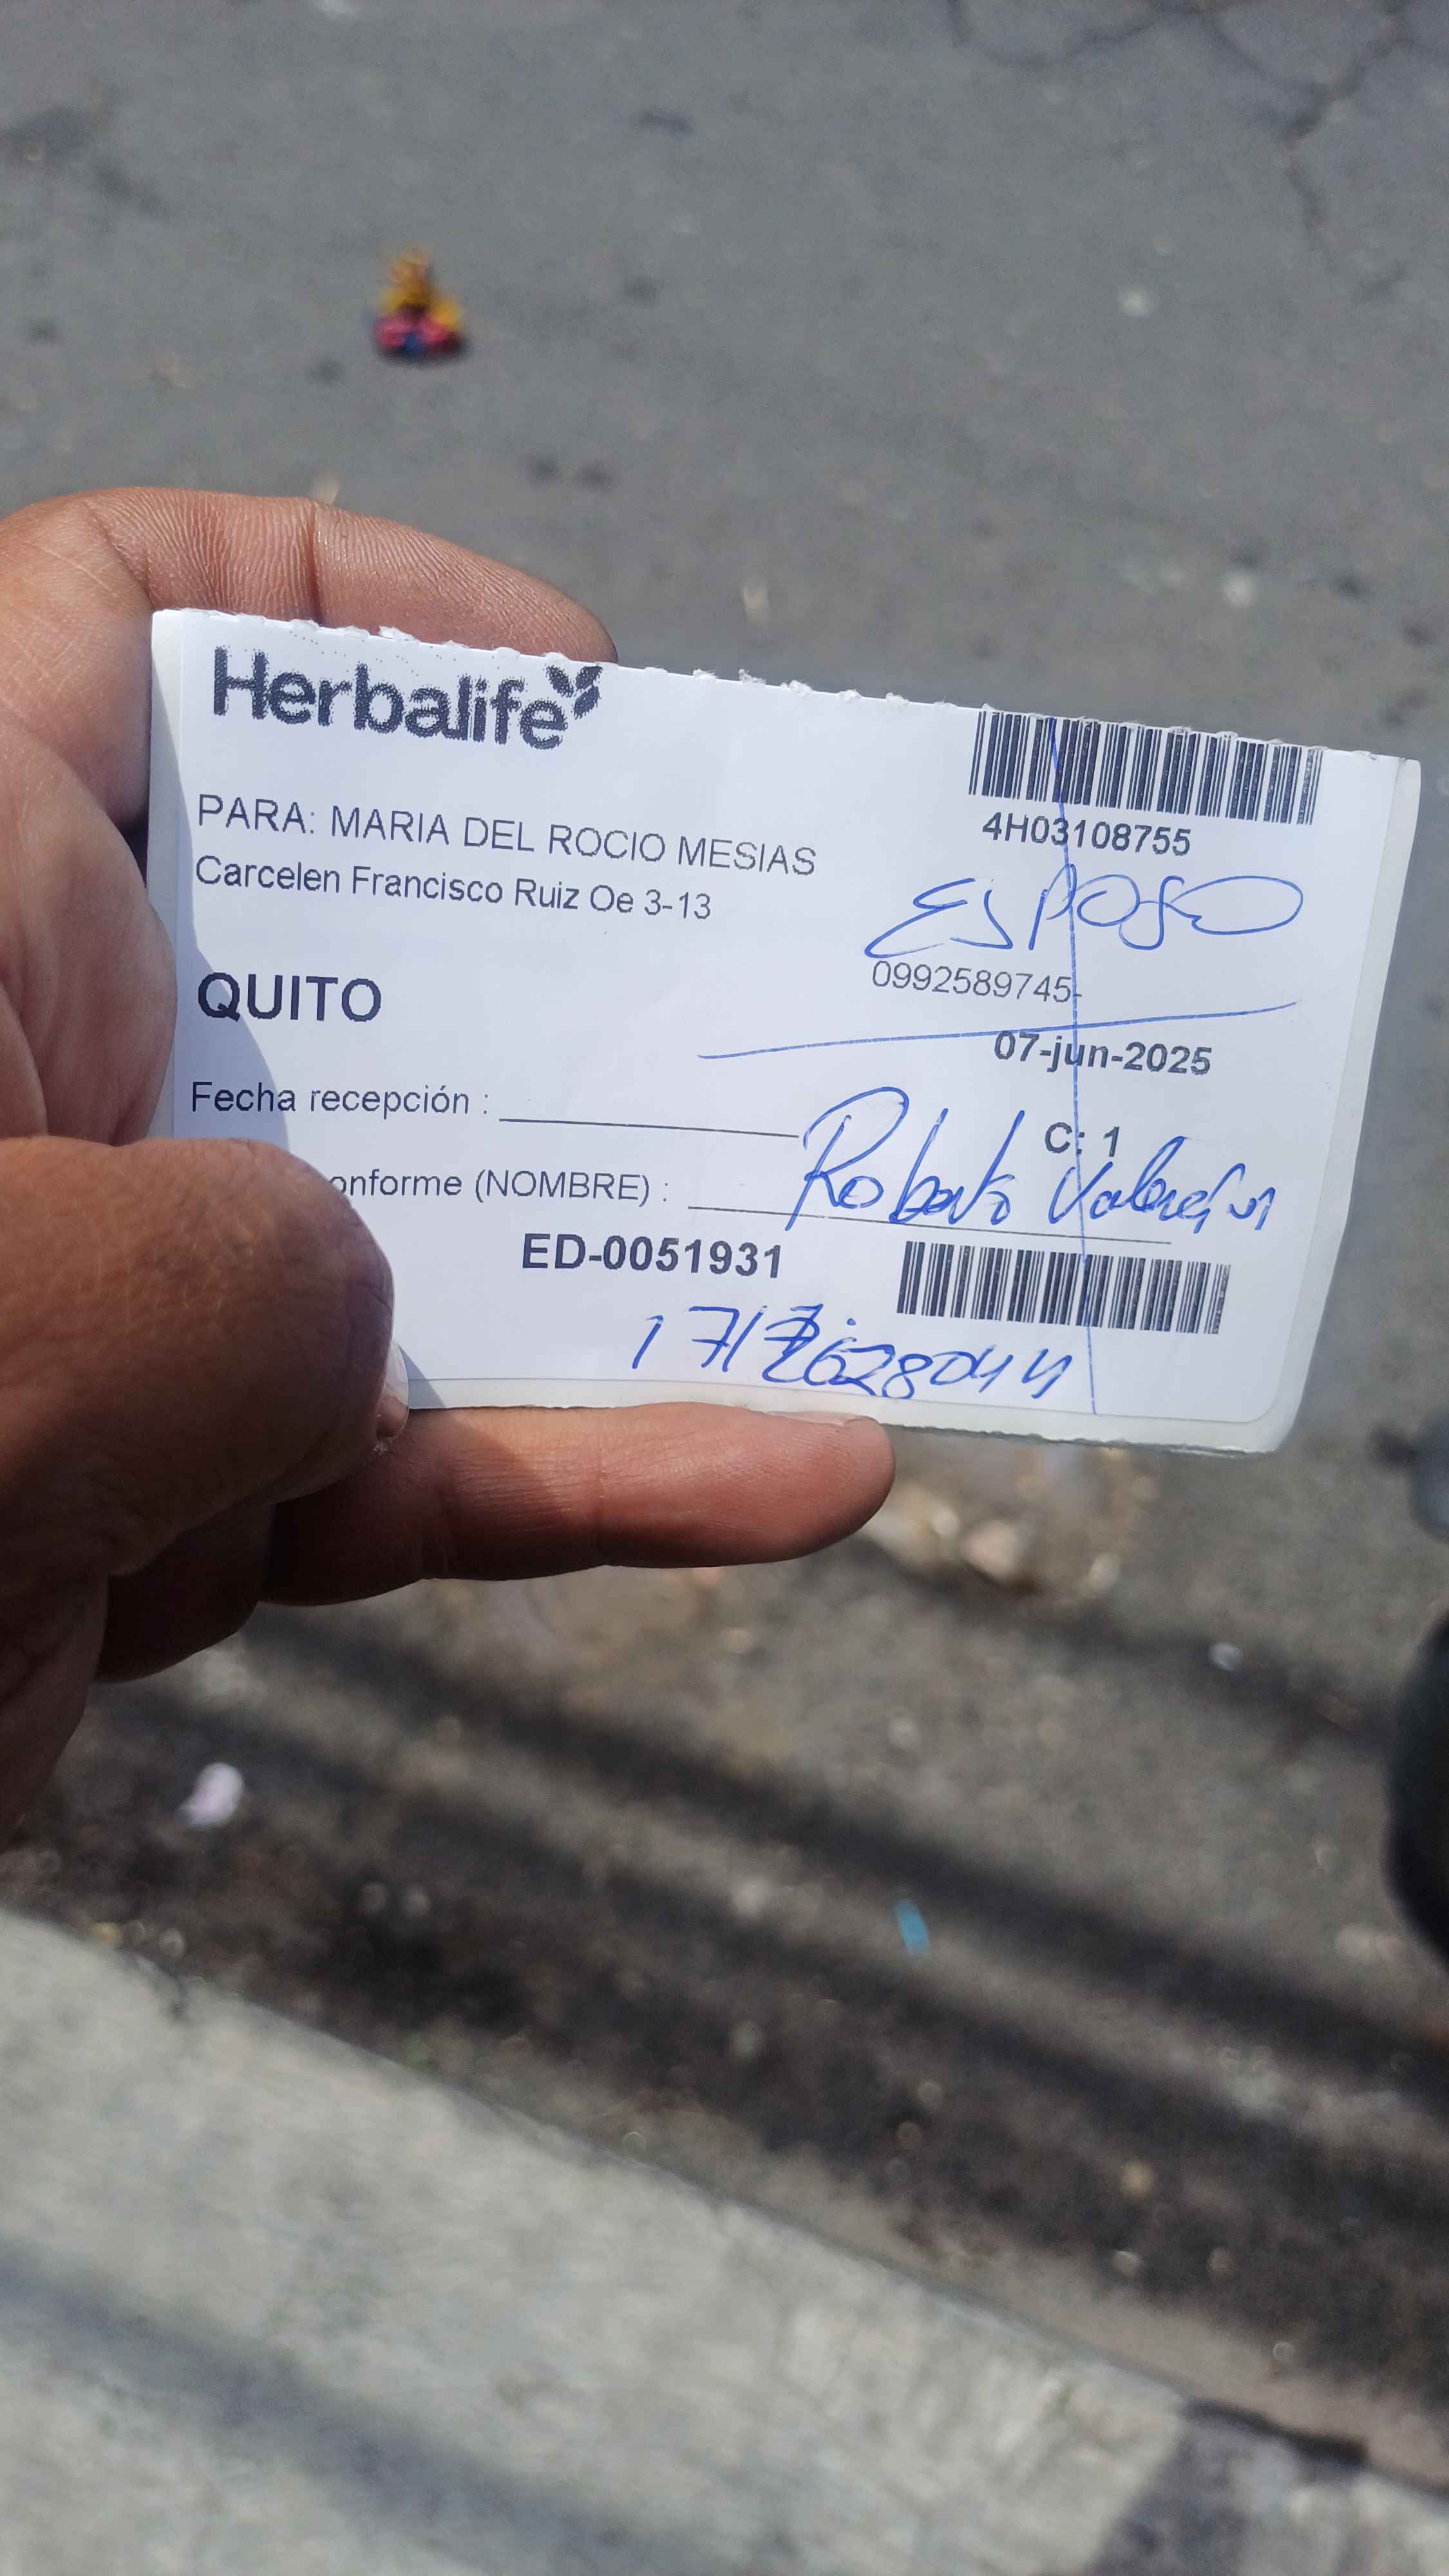 Herbalife
4H03108755
PARA: MARIA DEL ROCIO MESIAS
Carcelen Francisco Ruiz Oe 3-13
ESPOSO
0992589745-
QUITO
07-jun-2025
Fecha recepción :
C: 1
onforme (NOMBRE) : Roberto
ED-0051931